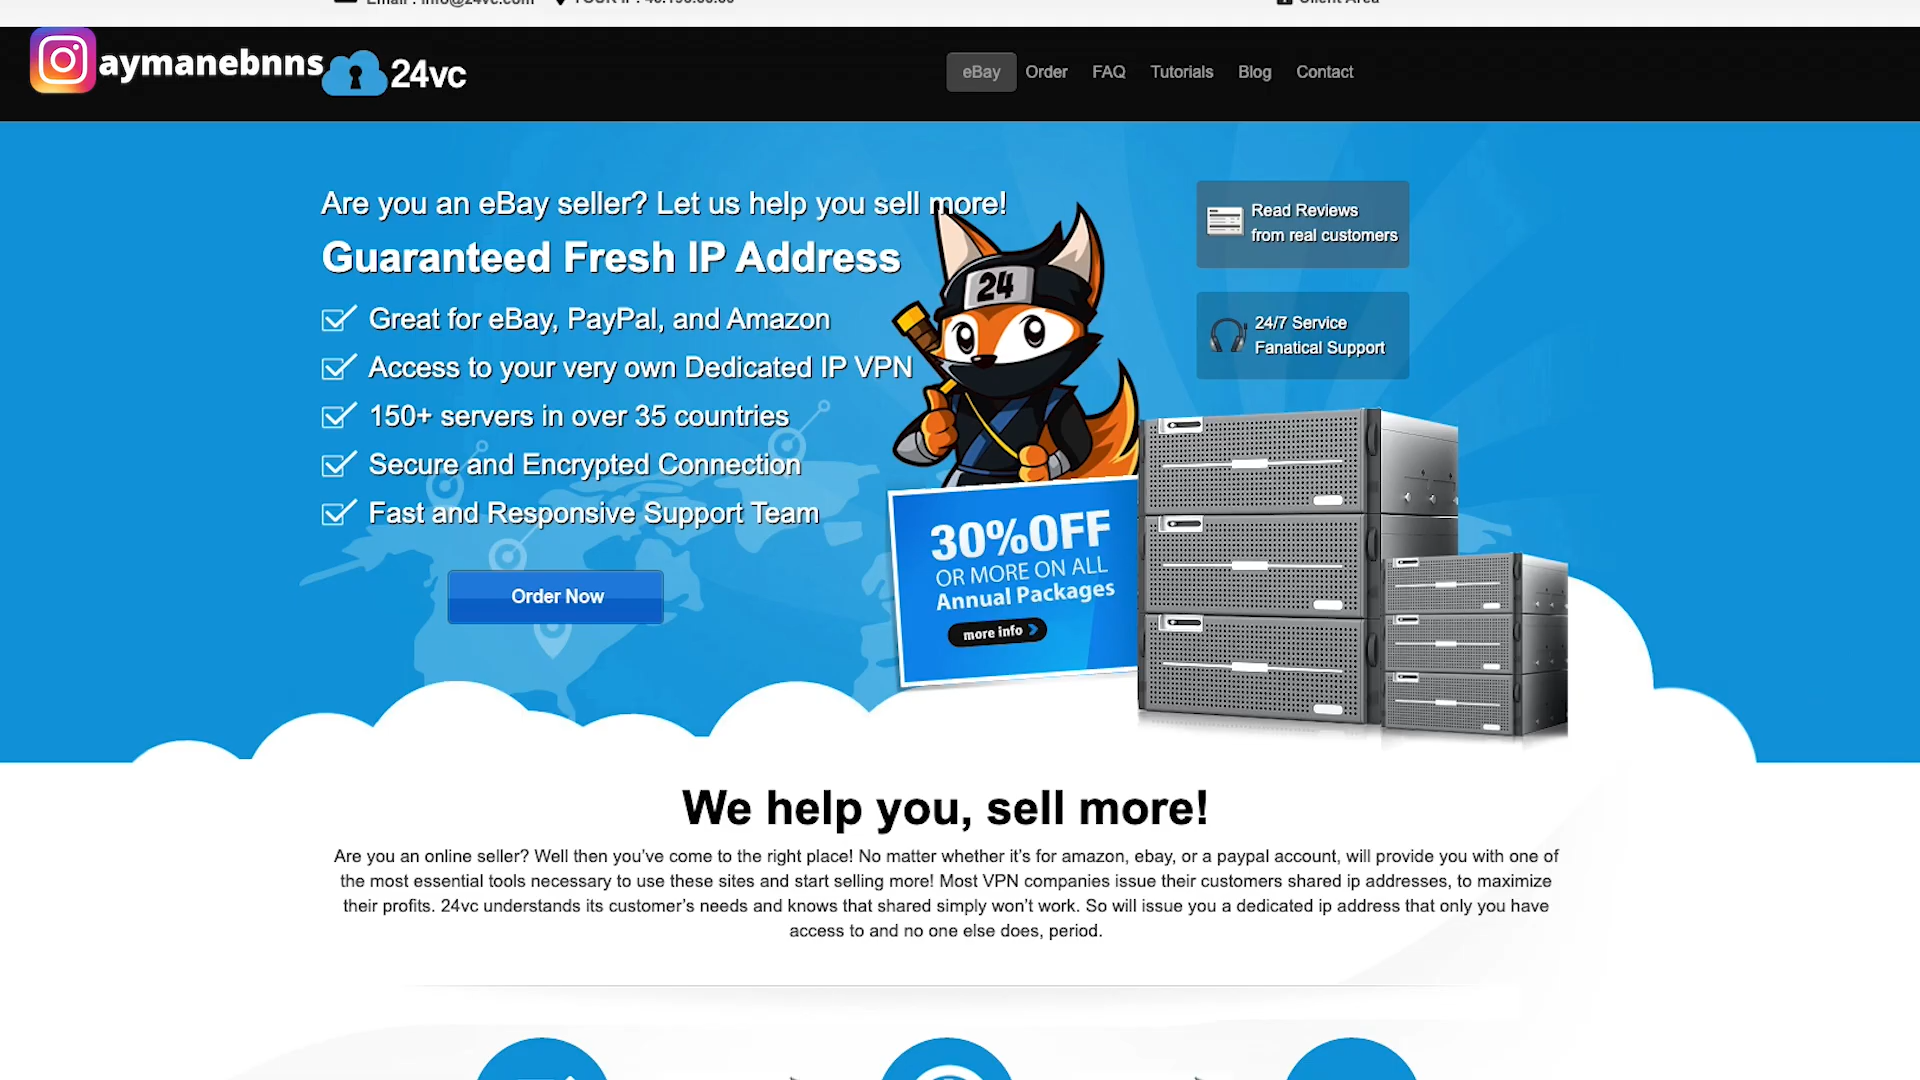 Client Area
aymanebnns
24vc
eBay Order FAQ Tutorials Blog Contact
Are you an eBay seller? Let us help you sell more!
Guaranteed Fresh IP Address
Great for eBay, PayPal, and Amazon
Access to your very own Dedicated IP VPN
150+ servers in over 35 countries
Secure and Encrypted Connection
Fast and Responsive Support Team
Order Now
24
30%OFF
OR MORE ON ALL
Annual Packages
more info
Read Reviews
from real customers
24/7 Service
Fanatical Support
We help you, sell more!
Are you an online seller? Well then you’ve come to the right place! No matter whether it’s for amazon, ebay, or a paypal account, will provide you with one of
the most essential tools necessary to use these sites and start selling more! Most VPN companies issue their customers shared ip addresses, to maximize
their profits. 24vc understands its customer’s needs and knows that shared simply won’t work. So will issue you a dedicated ip address that only you have
access to and no one else does, period.